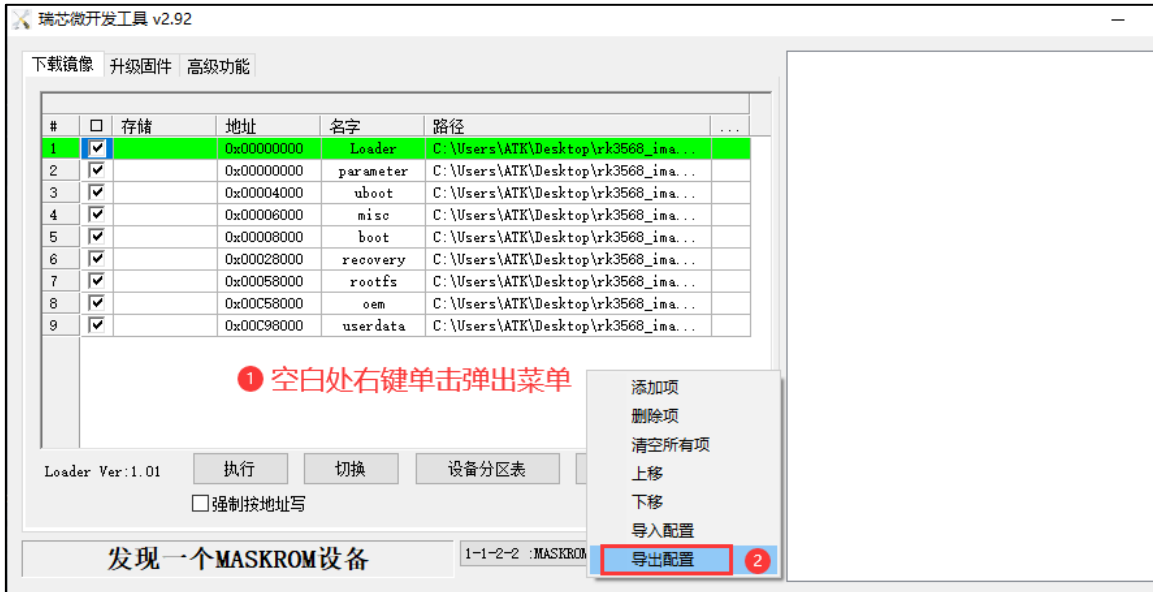 瑞芯微开发工具 v2.92
下载镜像 升级固件 高级功能
# 存储 地址 名字 路径 ...
1 0x00000000 Loader C:\Users\ATK\Desktop\rk3568_ima...
2 0x00000000 parameter C:\Users\ATK\Desktop\rk3568_ima...
3 0x00004000 uboot C:\Users\ATK\Desktop\rk3568_ima...
4 0x00006000 misc C:\Users\ATK\Desktop\rk3568_ima...
5 0x00008000 boot C:\Users\ATK\Desktop\rk3568_ima...
6 0x00028000 recovery C:\Users\ATK\Desktop\rk3568_ima...
7 0x00058000 rootfs C:\Users\ATK\Desktop\rk3568_ima...
8 0x00C58000 oem C:\Users\ATK\Desktop\rk3568_ima...
9 0x00C98000 userdata C:\Users\ATK\Desktop\rk3568_ima...
1 空白处右键单击弹出菜单
添加项
删除项
清空所有项
上移
下移
导入配置
导出配置 2
Loader Ver:1.01 执行 切换 设备分区表
强制按地址写
发现一个MASKROM设备 1-1-2-2 :MASKROM